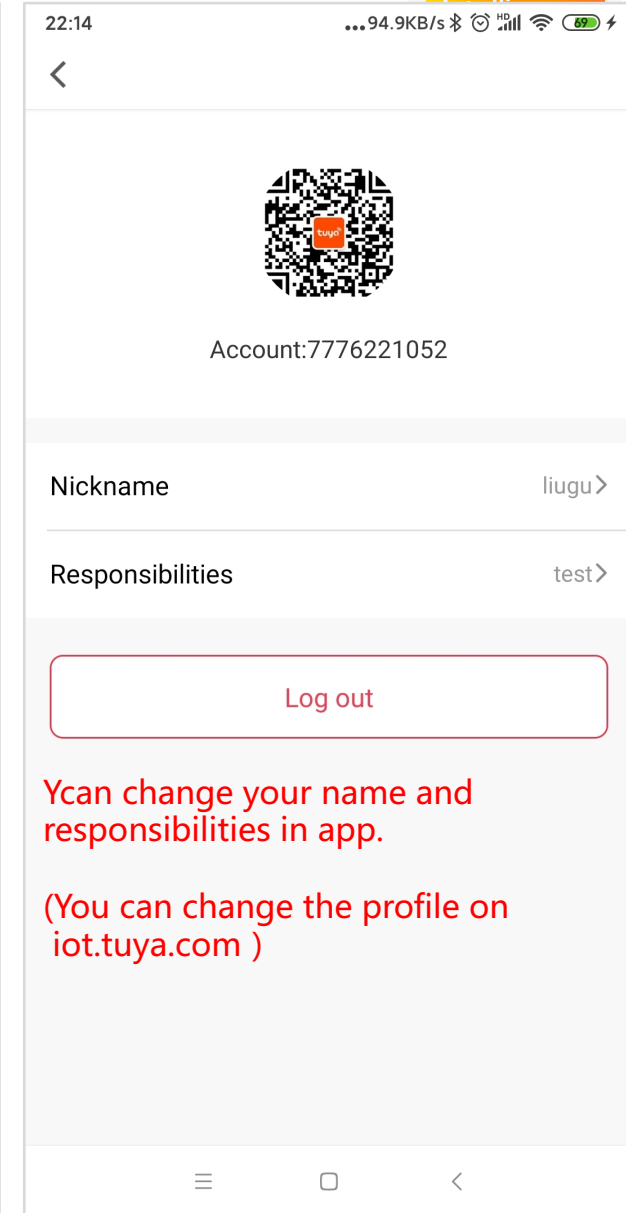 22:14 ...94.9KB/s HD 69
tuya
Account:7776221052
Nickname liugu
Responsibilities test
Log out
Ycan change your name and
responsibilities in app.
(You can change the profile on
iot.tuya.com )